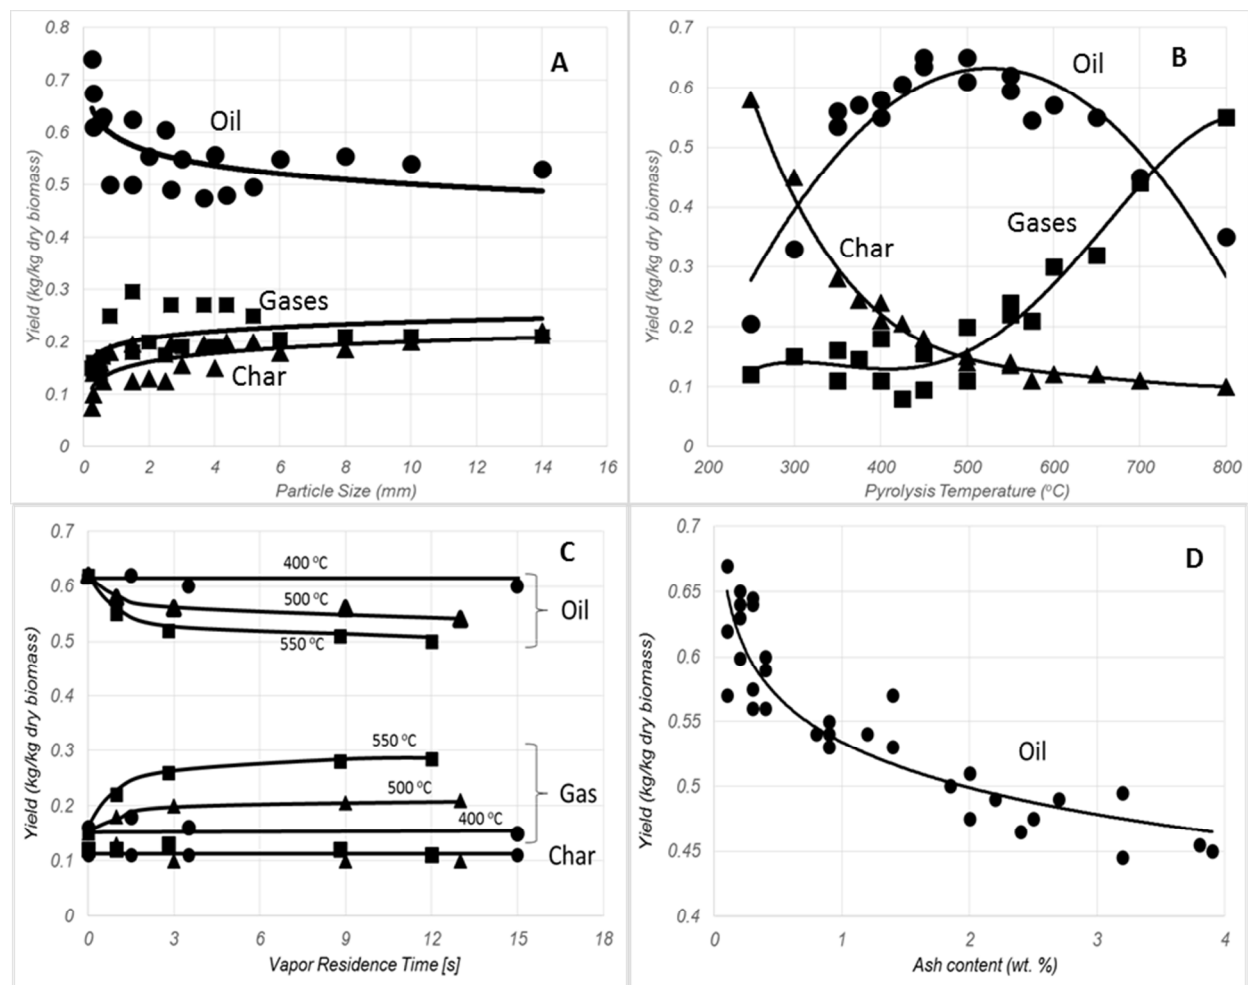 A
0.8
0.7
0.6
0.5
0.4
0.3
0.2
0.1
0
Yield (kg/kg dry biomass)
Oil
Gases
Char
0 2 4 6 8 10 12 14 16
Particle Size (mm)
B
0.7
0.6
0.5
0.4
0.3
0.2
0.1
0
Yield (kg/kg dry biomass)
Oil
Gases
Char
200 300 400 500 600 700 800
Pyrolysis Temperature (ºC)
C
0.7
0.6
0.5
0.4
0.3
0.2
0.1
0
Yield (kg/kg dry biomass)
400 ºC
500 ºC
550 ºC
Oil
550 ºC
500 ºC
400 ºC
Gas
Char
0 3 6 9 12 15 18
Vapor Residence Time [s]
D
0.7
0.65
0.6
0.55
0.5
0.45
0.4
Yield (kg/kg dry biomass)
Oil
0 1 2 3 4
Ash content (wt. %)